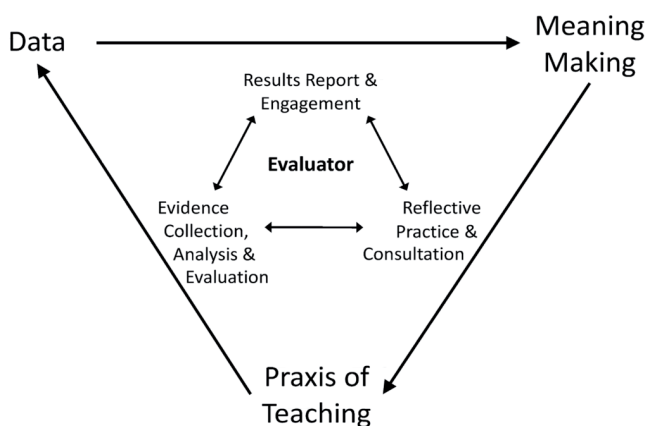 Data
Meaning
Making
Results Report &
Engagement
Evaluator
Evidence
Collection,
Analysis &
Evaluation
Reflective
Practice &
Consultation
Praxis of
Teaching